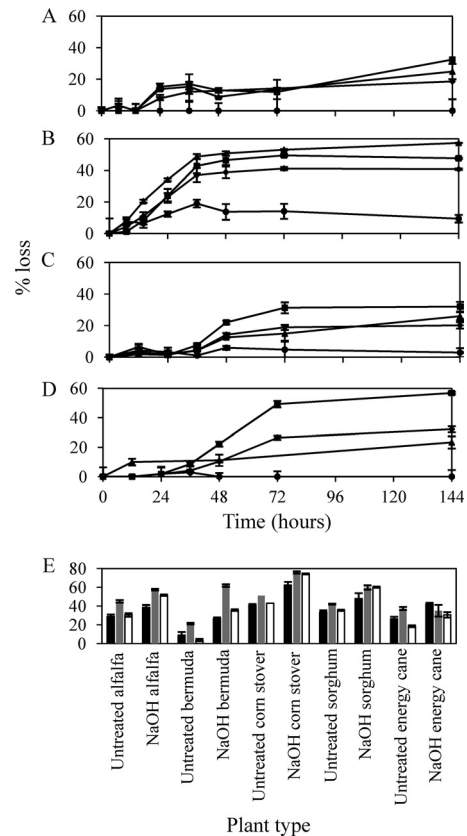 A
60
40
20
0
B
60
40
20
0
% loss
C
60
40
20
0
D
60
40
20
0
0 24 48 72 96 120 144
Time (hours)
E
80
60
40
20
0
Untreated alfalfa
NaOH alfalfa
Untreated bermuda
NaOH bermuda
Untreated corn stover
NaOH corn stover
Untreated sorghum
NaOH sorghum
Untreated energy cane
NaOH energy cane
Plant type